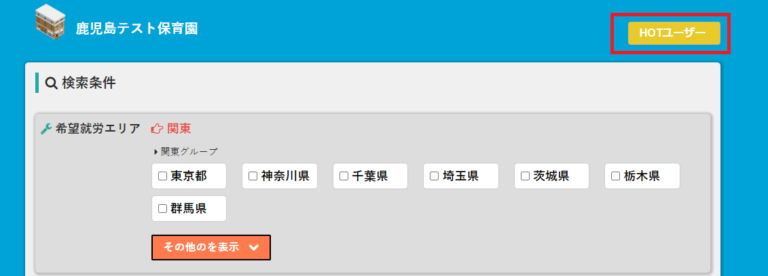 鹿児島テスト保育園
HOTユーザー
検索条件
希望就労エリア 関東
関東グループ
東京都 神奈川県 千葉県 埼玉県 茨城県 栃木県
群馬県
その他のを表示